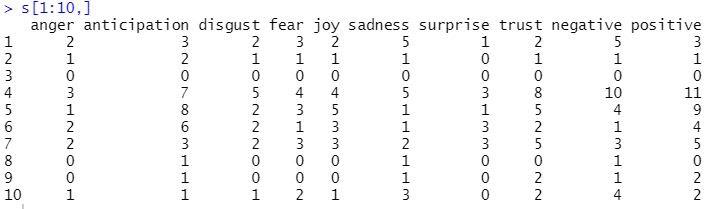 > s[1:10,]
anger anticipation disgust fear joy sadness surprise trust negative positive
1 2 3 2 3 2 5 1 2 5 3
2 1 2 1 1 1 1 0 1 1 1
3 0 0 0 0 0 0 0 0 0 0
4 3 7 5 4 4 5 3 8 10 11
5 1 8 2 3 5 1 1 5 4 9
6 2 6 2 1 3 1 3 2 1 4
7 2 3 2 3 3 2 3 5 3 5
8 0 1 0 0 0 1 0 0 1 0
9 0 1 0 0 0 1 0 2 1 2
10 1 1 1 2 1 3 0 2 4 2